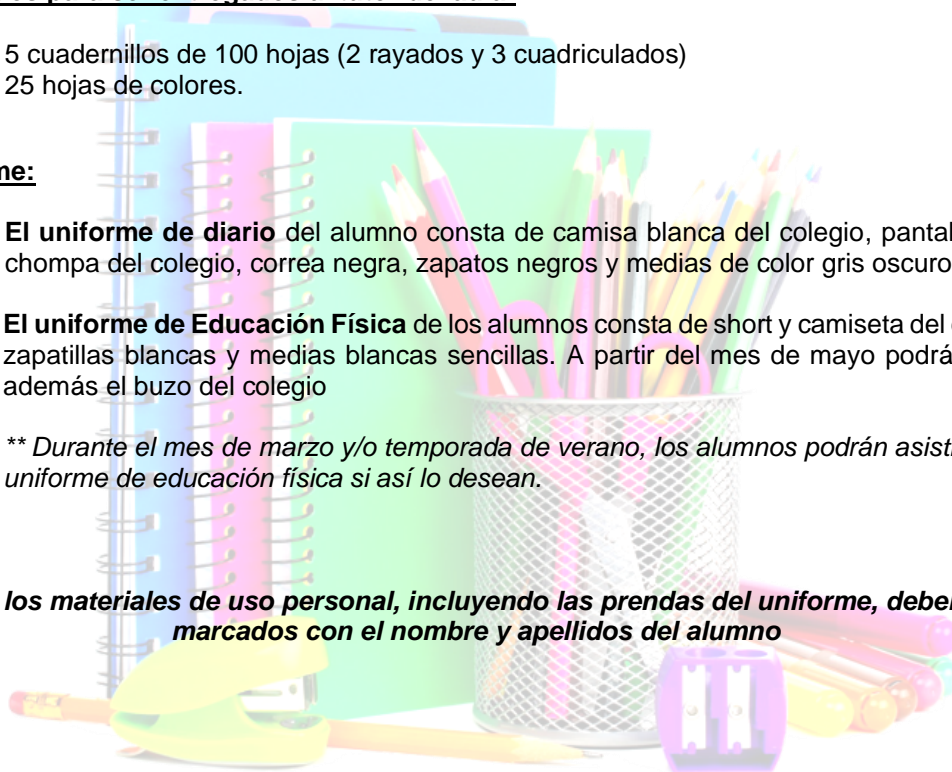 para ser
5 cuadernillos de 100 hojas (2 rayados y 3 cuadriculados)
25 hojas de colores.
me:
El uniforme de diario del alumno consta de camisa blanca del colegio, pantal
chompa del colegio, correa negra, zapatos negros y medias de color gris oscuro
El uniforme de Educación Física de los alumnos consta de short y camiseta del
zapatillas blancas y medias blancas sencillas. A partir del mes de mayo podrá
además el buzo del colegio
** Durante el mes de marzo y/o temporada de verano, los alumnos podrán asist
uniforme de educación física si así lo desean.
los materiales de uso personal, incluyendo las prendas del uniforme, debe
marcados con el nombre y apellidos del alumno